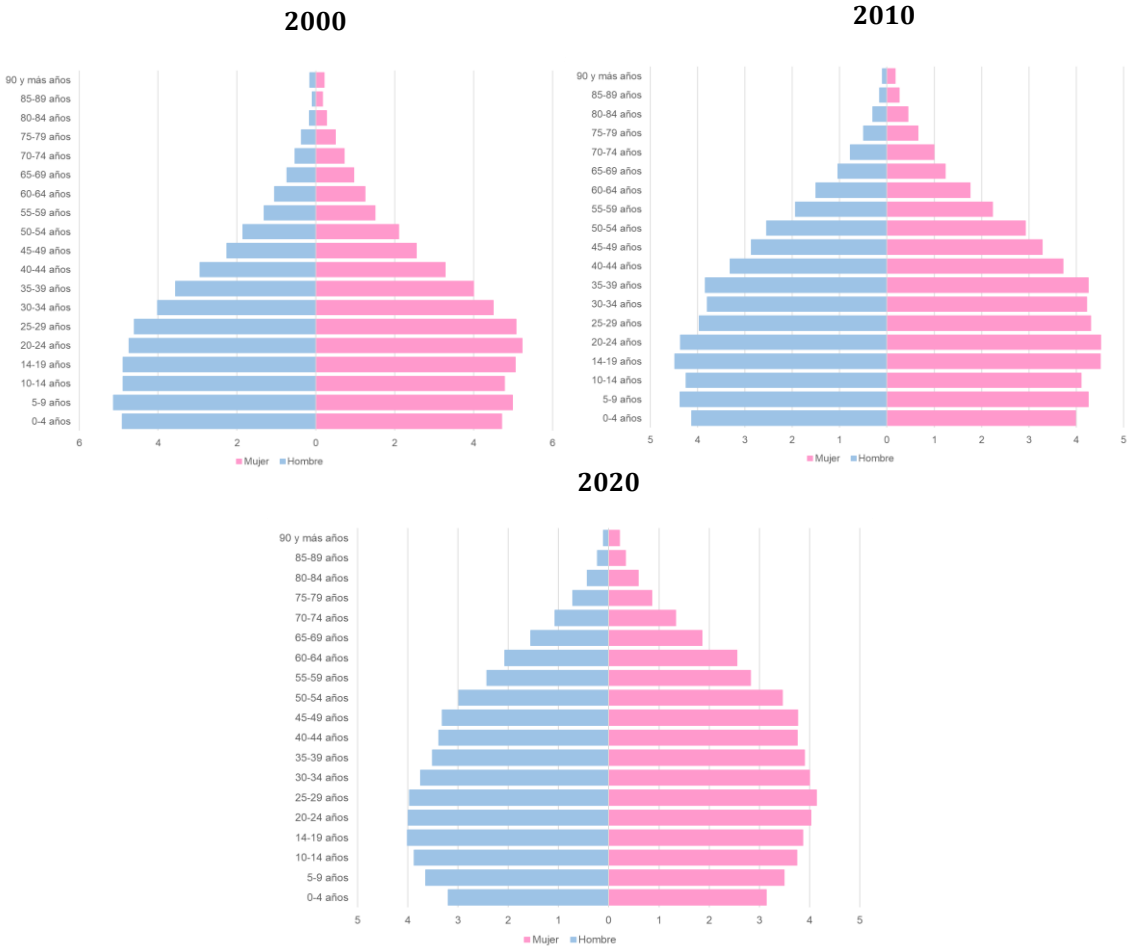 2000
90 y más años
85-89 años
80-84 años
75-79 años
70-74 años
65-69 años
60-64 años
55-59 años
50-54 años
45-49 años
40-44 años
35-39 años
30-34 años
25-29 años
20-24 años
14-19 años
10-14 años
5-9 años
0-4 años
6 4 2 0 2 4 6
Mujer Hombre
2010
90 y más años
85-89 años
80-84 años
75-79 años
70-74 años
65-69 años
60-64 años
55-59 años
50-54 años
45-49 años
40-44 años
35-39 años
30-34 años
25-29 años
20-24 años
14-19 años
10-14 años
5-9 años
0-4 años
5 4 3 2 1 0 1 2 3 4 5
Mujer Hombre
2020
90 y más años
85-89 años
80-84 años
75-79 años
70-74 años
65-69 años
60-64 años
55-59 años
50-54 años
45-49 años
40-44 años
35-39 años
30-34 años
25-29 años
20-24 años
14-19 años
10-14 años
5-9 años
0-4 años
5 4 3 2 1 0 1 2 3 4 5
Mujer Hombre